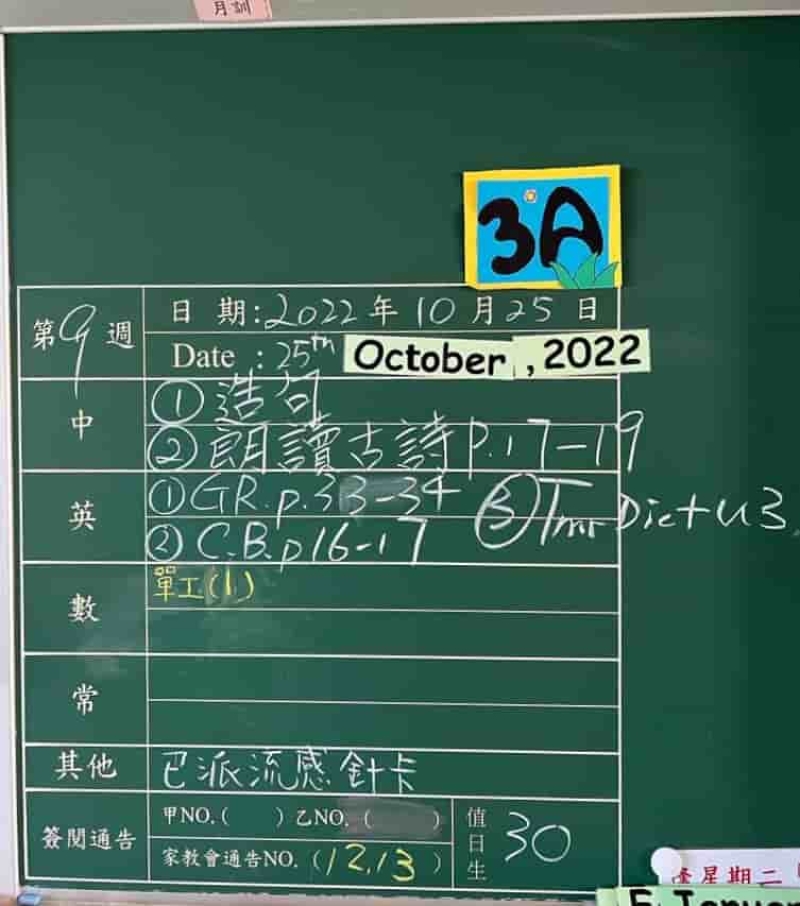 月訓
3A
第9週
日 期:2022年10月25日
Date :25th October ,2022
中
①造句
②朗讀古詩P.17-19
英
①GR.p.33-34
②C.B.p16-17
③Tmr Dict u3
數
單工(1)
常
其他
已派流感針卡
簽閱通告
甲NO.( )乙NO.( )
家教會通告NO.(12,13)
值日生
30
星期二